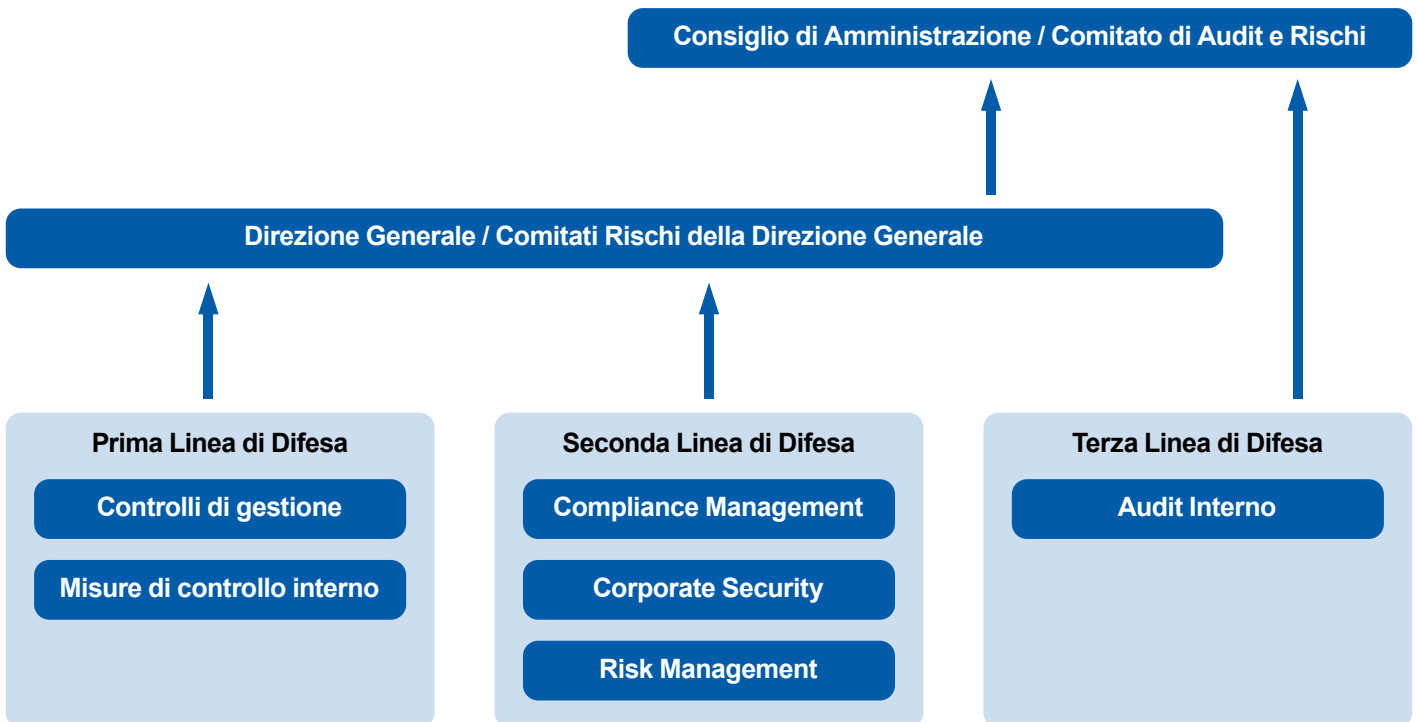 Consiglio di Amministrazione / Comitato di Audit e Rischi
Direzione Generale / Comitati Rischi della Direzione Generale
Prima Linea di Difesa
Controlli di gestione
Misure di controllo interno
Seconda Linea di Difesa
Compliance Management
Corporate Security
Risk Management
Terza Linea di Difesa
Audit Interno